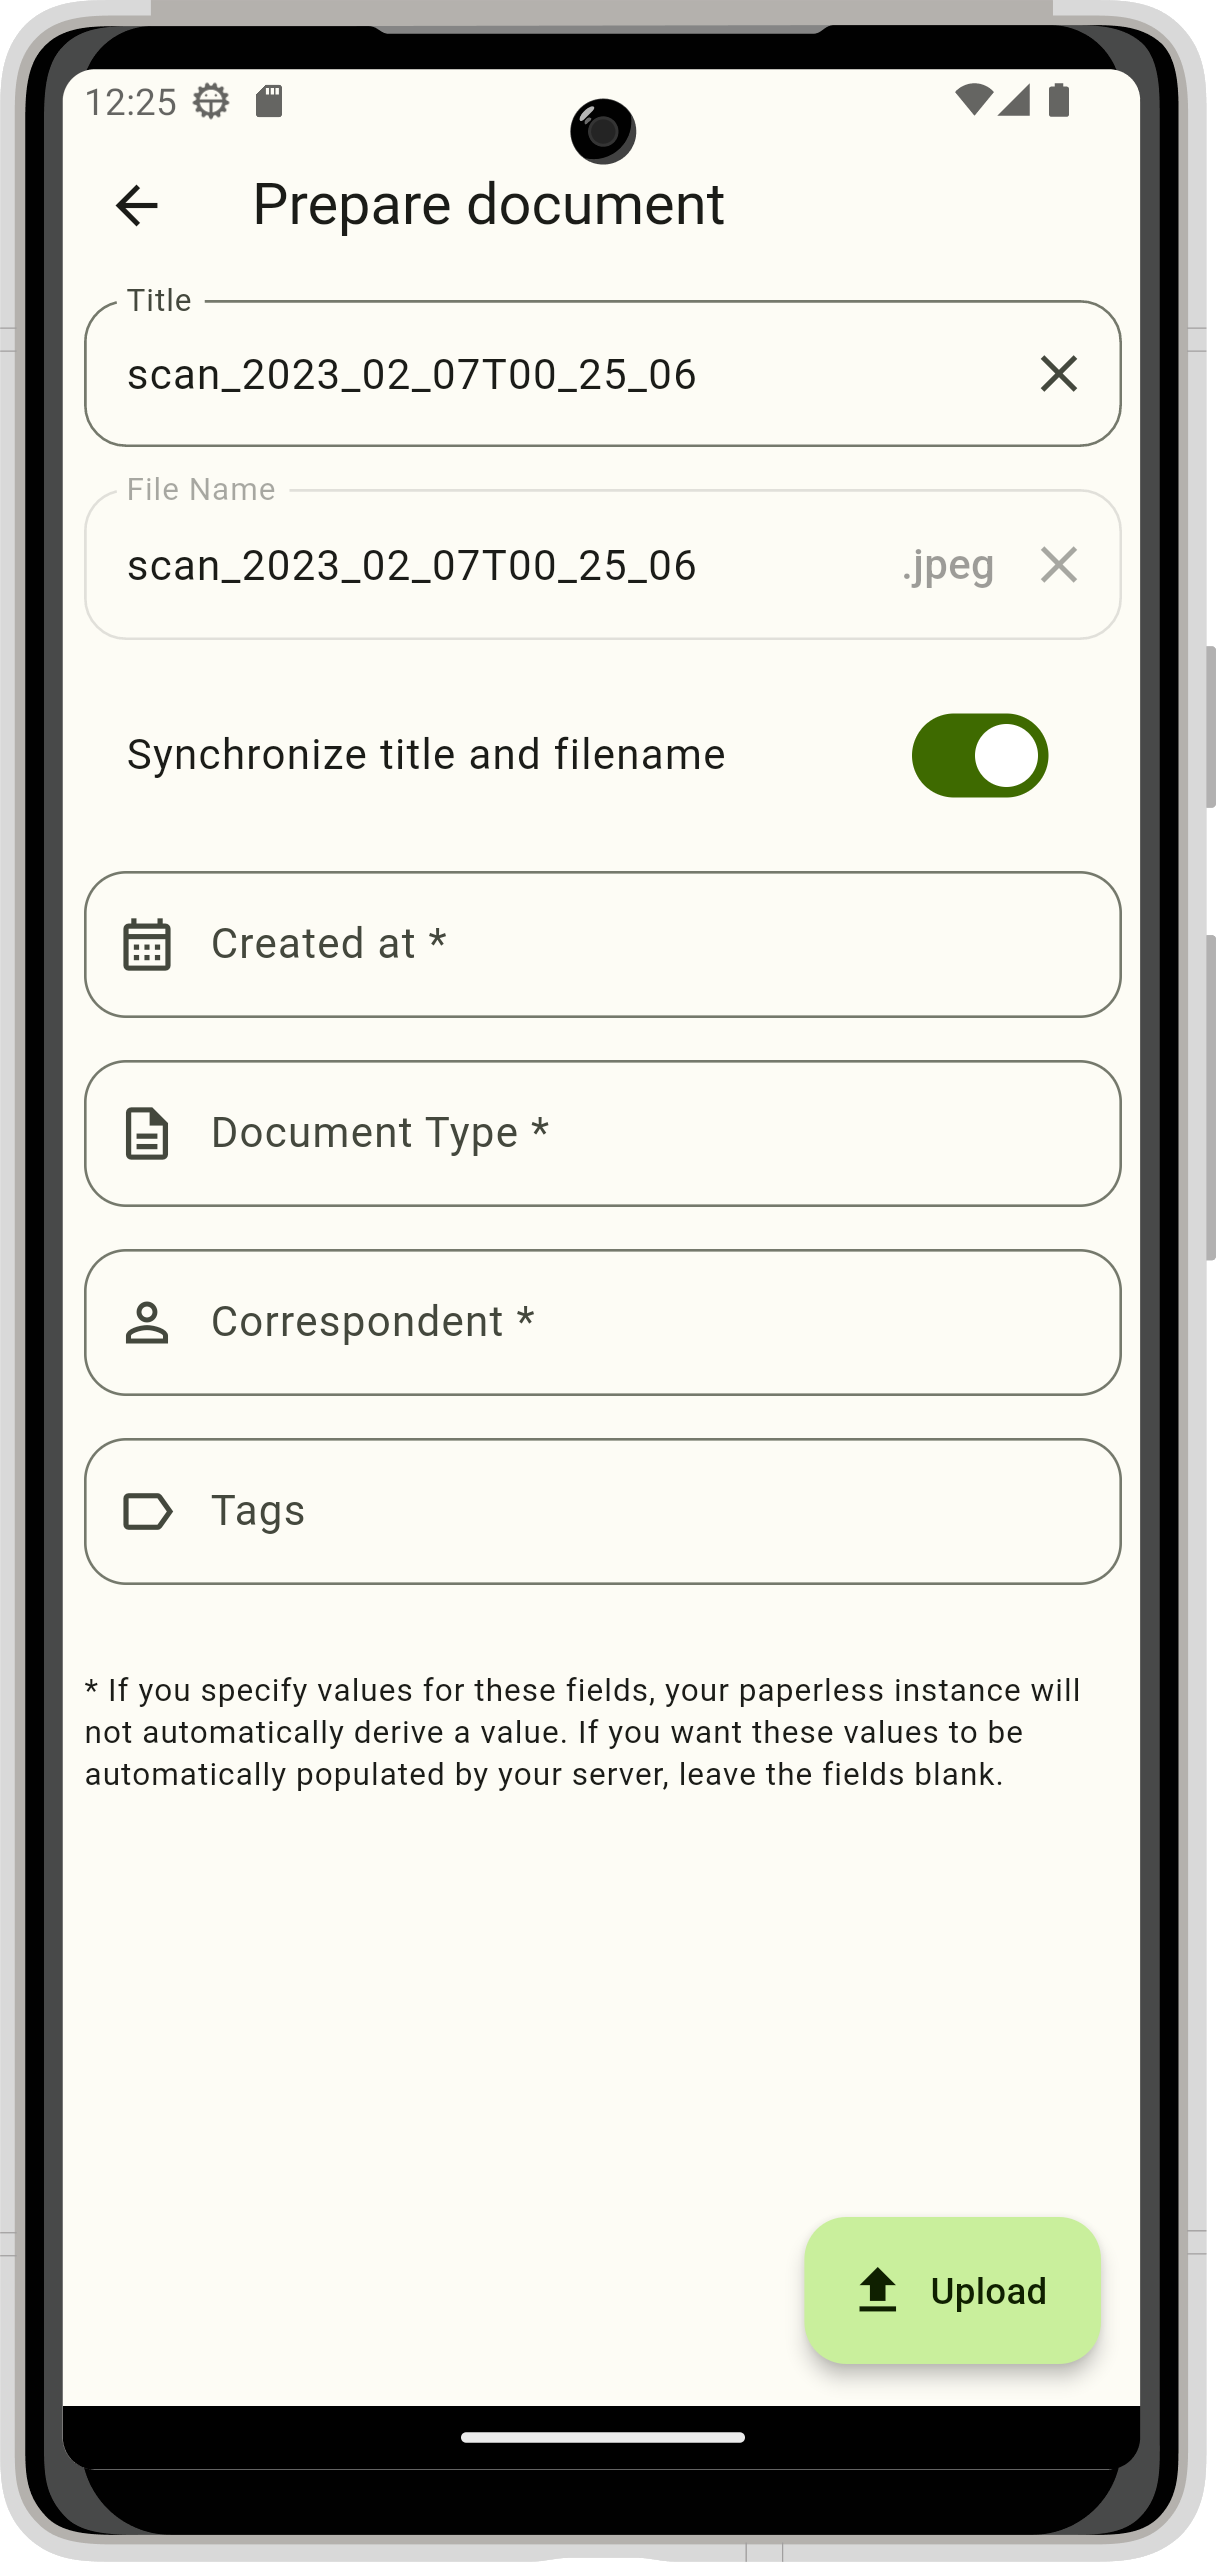 12:25
Prepare document
Title
scan_2023_02_07T00_25_06
File Name
scan_2023_02_07T00_25_06 .jpeg
Synchronize title and filename
Created at *
Document Type *
Correspondent *
Tags
* If you specify values for these fields, your paperless instance will
not automatically derive a value. If you want these values to be
automatically populated by your server, leave the fields blank.
Upload